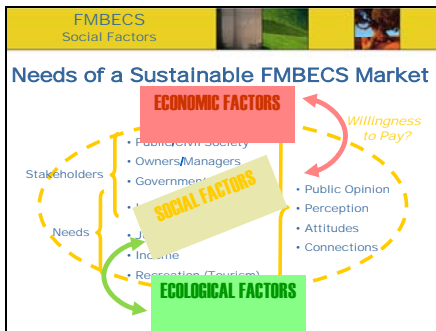 FMBECS
Social Factors
Needs of a Sustainable FMBECS Market
ECONOMIC FACTORS
Willingness
to Pay?
• Public/Civil Society
• Owners/Managers
Stakeholders
• Government
SOCIAL FACTORS
• Public Opinion
• Perception
Needs
• Attitudes
• Connections
• Income
• Recreation (Tourism)
ECOLOGICAL FACTORS